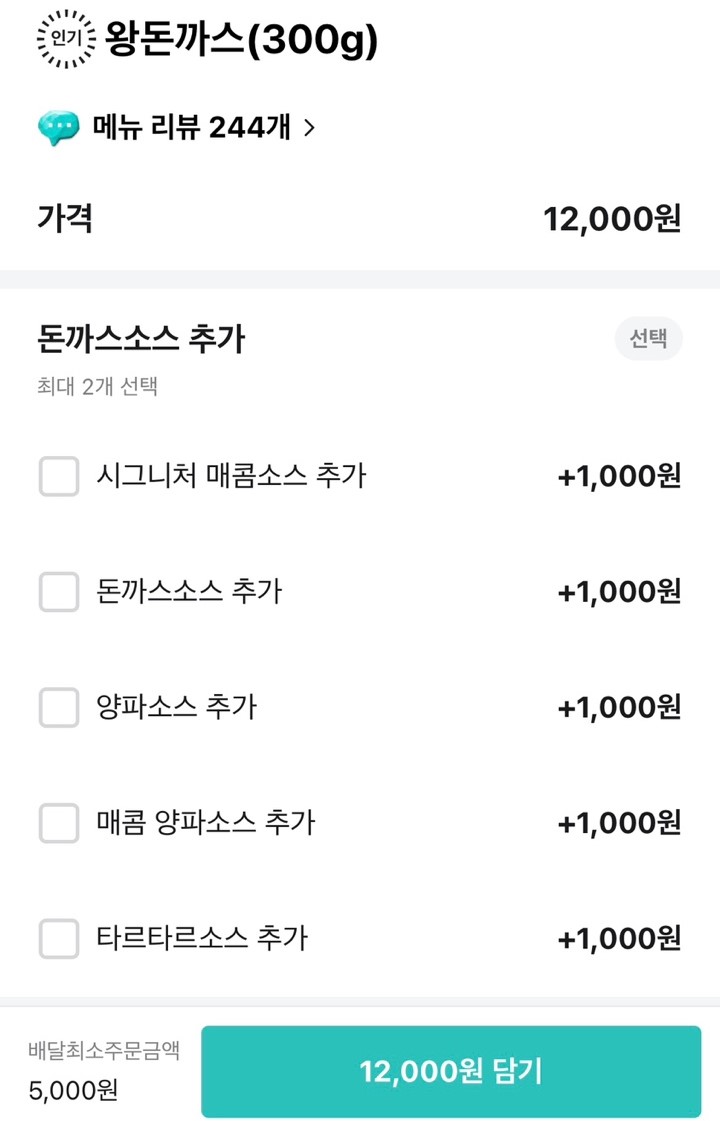 인기 왕돈까스(300g)
메뉴 리뷰 244개 >
가격 12,000원
돈까스소스 추가 선택
최대 2개 선택
시그니처 매콤소스 추가 +1,000원
돈까스소스 추가 +1,000원
양파소스 추가 +1,000원
매콤 양파소스 추가 +1,000원
타르타르소스 추가 +1,000원
배달최소주문금액
5,000원
12,000원 담기